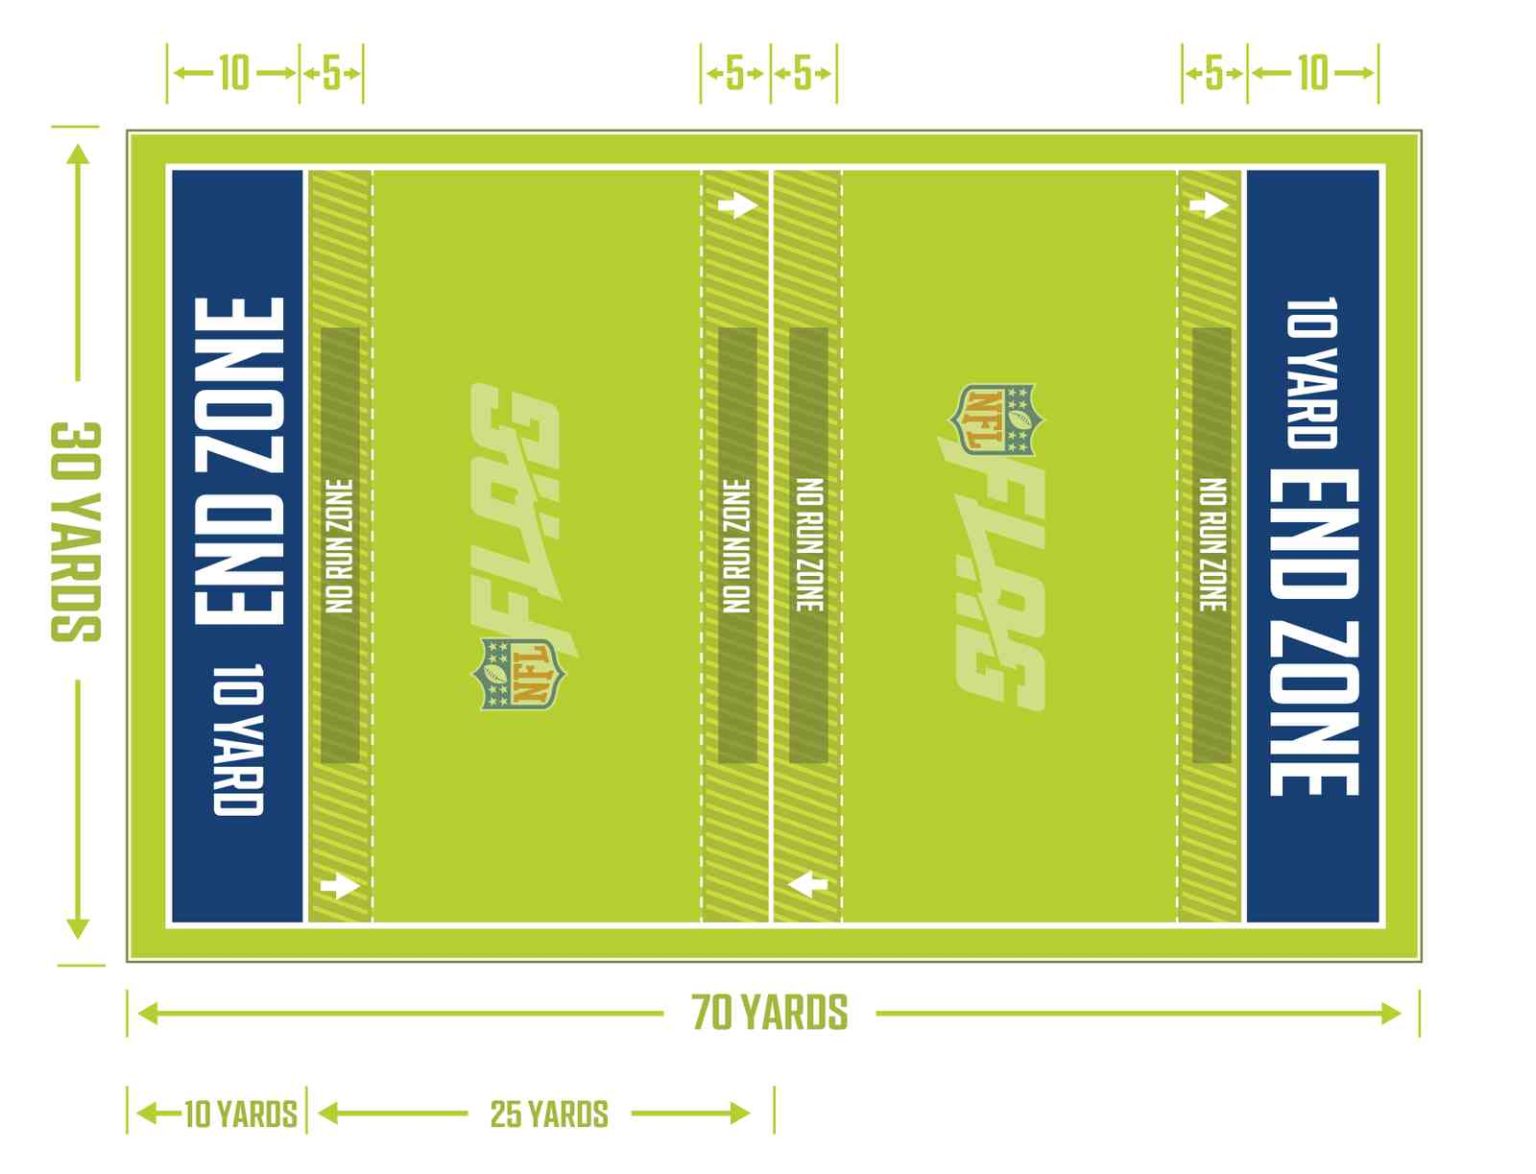 10
5
5
5
5
10
30 YARDS
10 YARD END ZONE
NO RUN ZONE
FLAG
NFL
NO RUN ZONE
NO RUN ZONE
NFL
FLAG
NO RUN ZONE
10 YARD END ZONE
70 YARDS
10 YARDS
25 YARDS